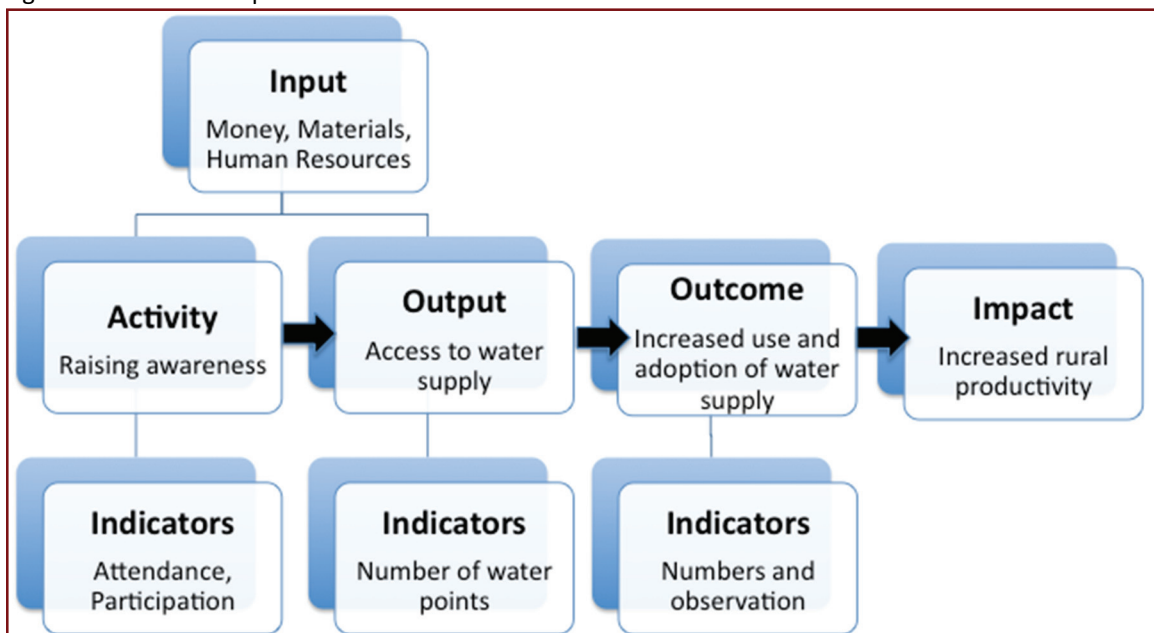 Input
Money, Materials,
Human Resources
Activity
Raising awareness
Output
Access to water
supply
Outcome
Increased use and
adoption of water
supply
Impact
Increased rural
productivity
Indicators
Attendance,
Participation
Indicators
Number of water
points
Indicators
Numbers and
observation